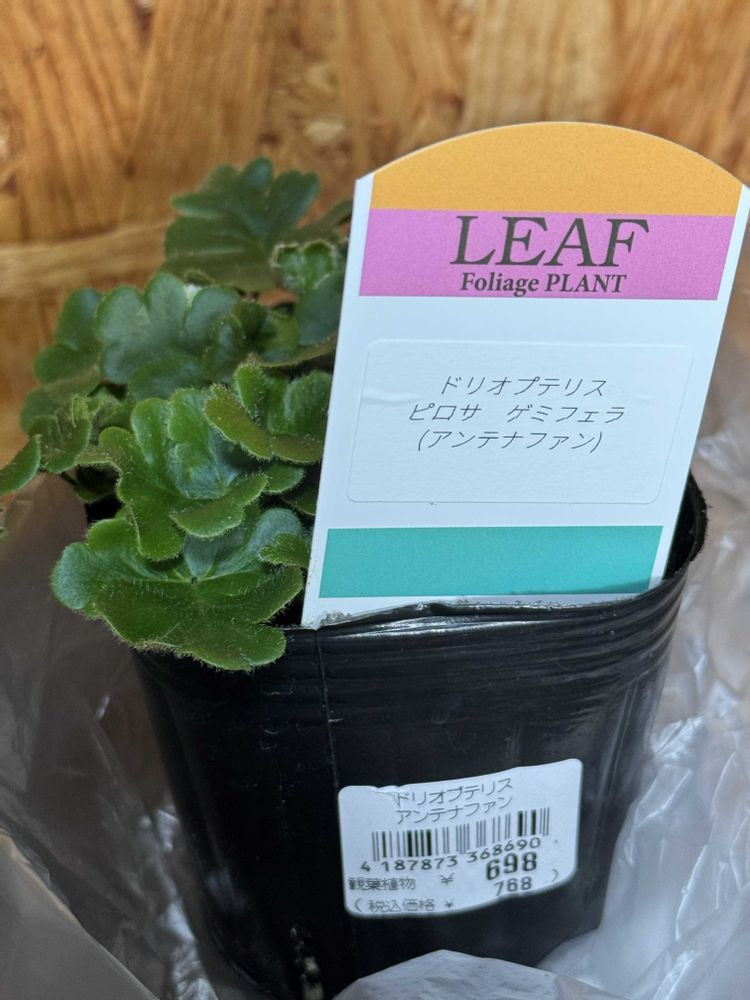 LEAF
Foliage PLANT
ドリオプテリス
ピロサ ゲミフェラ
(アンテナファン)
ドリオプテリス
アンテナファン
4 187873 368690
観葉植物 ¥ 698
(税込価格 ¥ 768 )